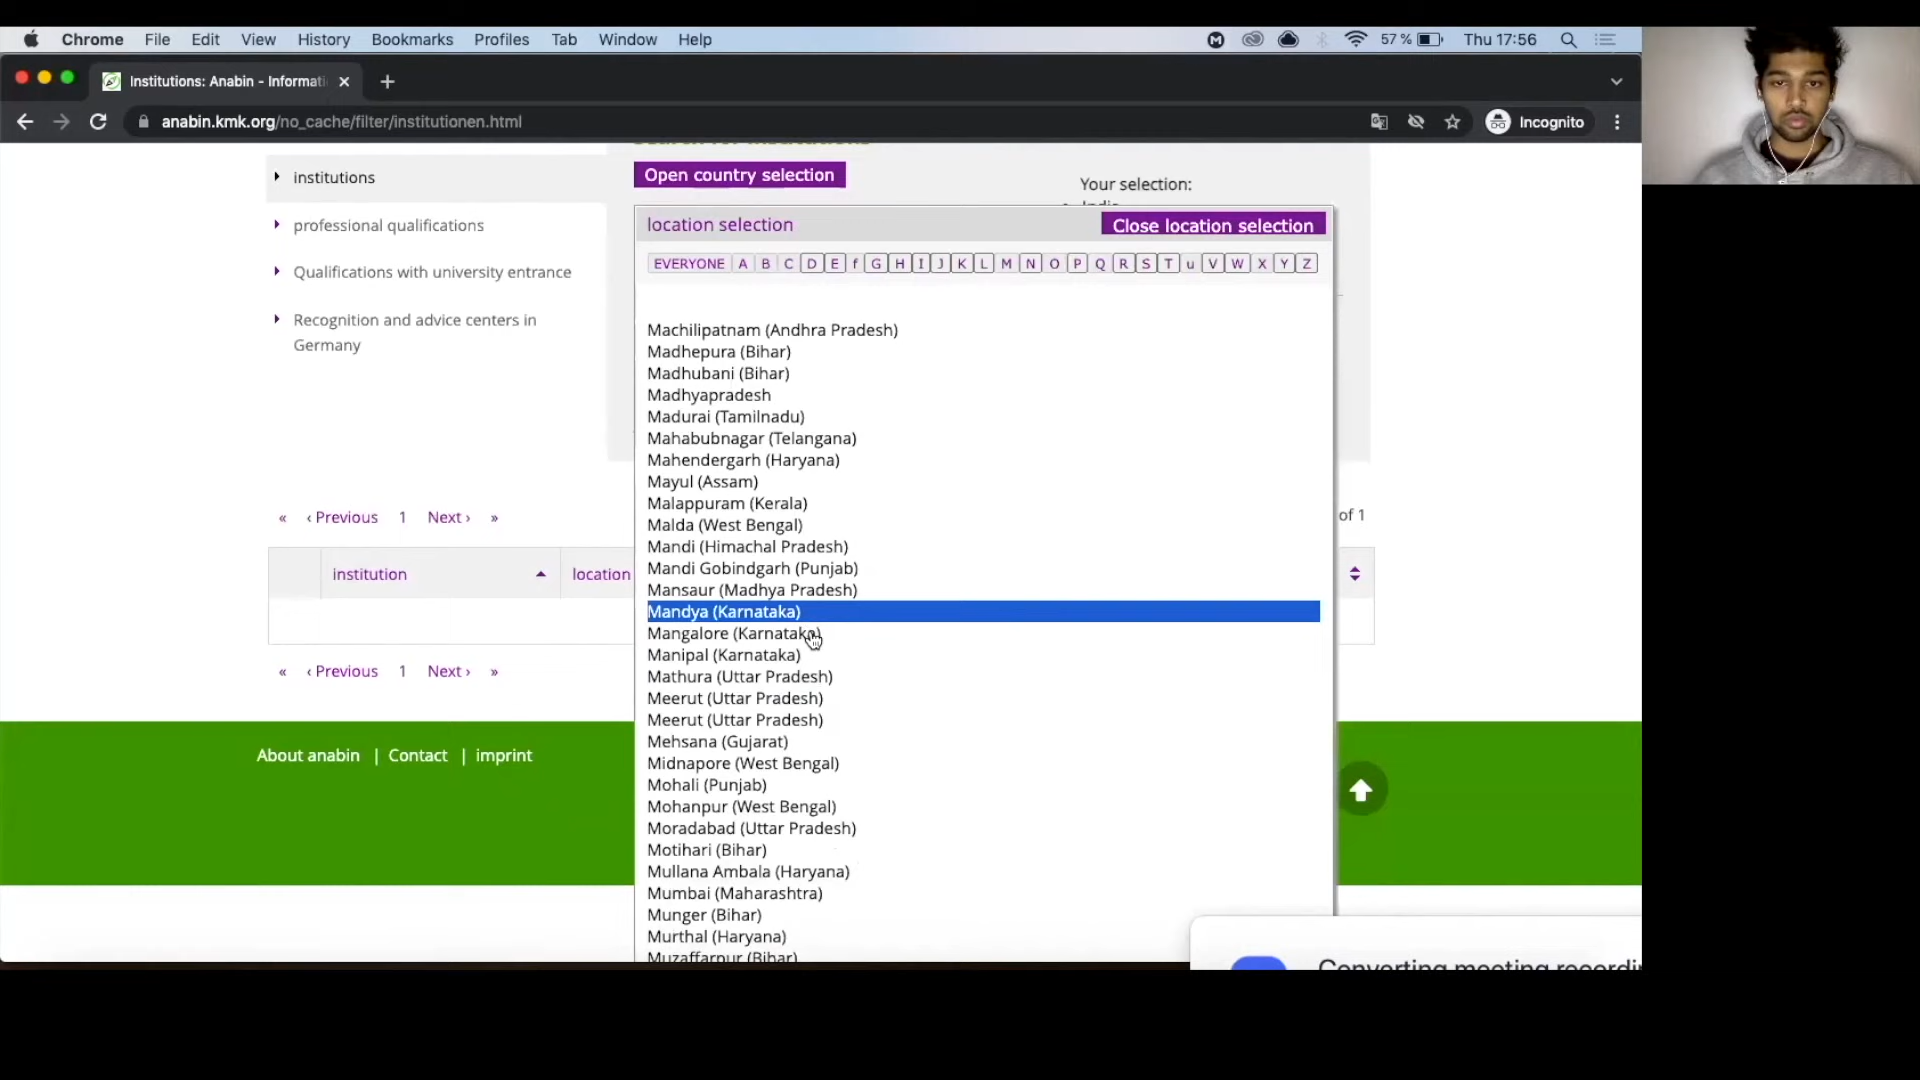 Chrome File Edit View History Bookmarks Profiles Tab Window Help 57 % Thu 17:56
Institutions: Anabin - Informati
anabin.kmk.org/no_cache/filter/institutionen.html Incognito
institutions
professional qualifications
Qualifications with university entrance
Recognition and advice centers in
Germany
Open country selection
Your selection:
location selection Close location selection
EVERYONE A B C D E f G H I J K L M N O P Q R S T u V W X Y Z
Machilipatnam (Andhra Pradesh)
Madhepura (Bihar)
Madhubani (Bihar)
Madhyapradesh
Madurai (Tamilnadu)
Mahabubnagar (Telangana)
Mahendergarh (Haryana)
Mayul (Assam)
Malappuram (Kerala)
Malda (West Bengal)
Mandi (Himachal Pradesh)
Mandi Gobindgarh (Punjab)
Mansaur (Madhya Pradesh)
Mandya (Karnataka)
Mangalore (Karnataka)
Manipal (Karnataka)
Mathura (Uttar Pradesh)
Meerut (Uttar Pradesh)
Meerut (Uttar Pradesh)
Mehsana (Gujarat)
Midnapore (West Bengal)
Mohali (Punjab)
Mohanpur (West Bengal)
Moradabad (Uttar Pradesh)
Motihari (Bihar)
Mullana Ambala (Haryana)
Mumbai (Maharashtra)
Munger (Bihar)
Murthal (Haryana)
Muzaffarpur (Bihar)
« ‹ Previous 1 Next › » of 1
institution location
« ‹ Previous 1 Next › »
About anabin | Contact | imprint
Converting meeting